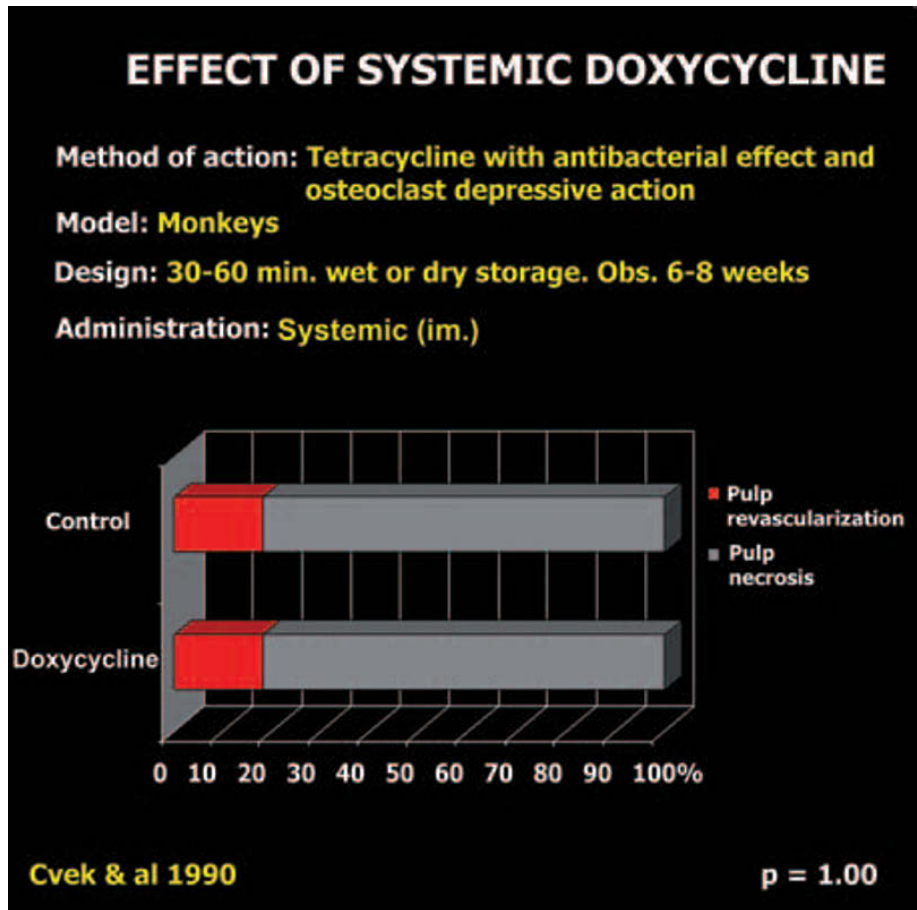 EFFECT OF SYSTEMIC DOXYCYCLINE
Method of action: Tetracycline with antibacterial effect and
osteoclast depressive action
Model: Monkeys
Design: 30-60 min. wet or dry storage. Obs. 6-8 weeks
Administration: Systemic (im.)
Control
Doxycycline
Pulp
revascularization
Pulp
necrosis
0 10 20 30 40 50 60 70 80 90 100%
Cvek & al 1990
p = 1.00